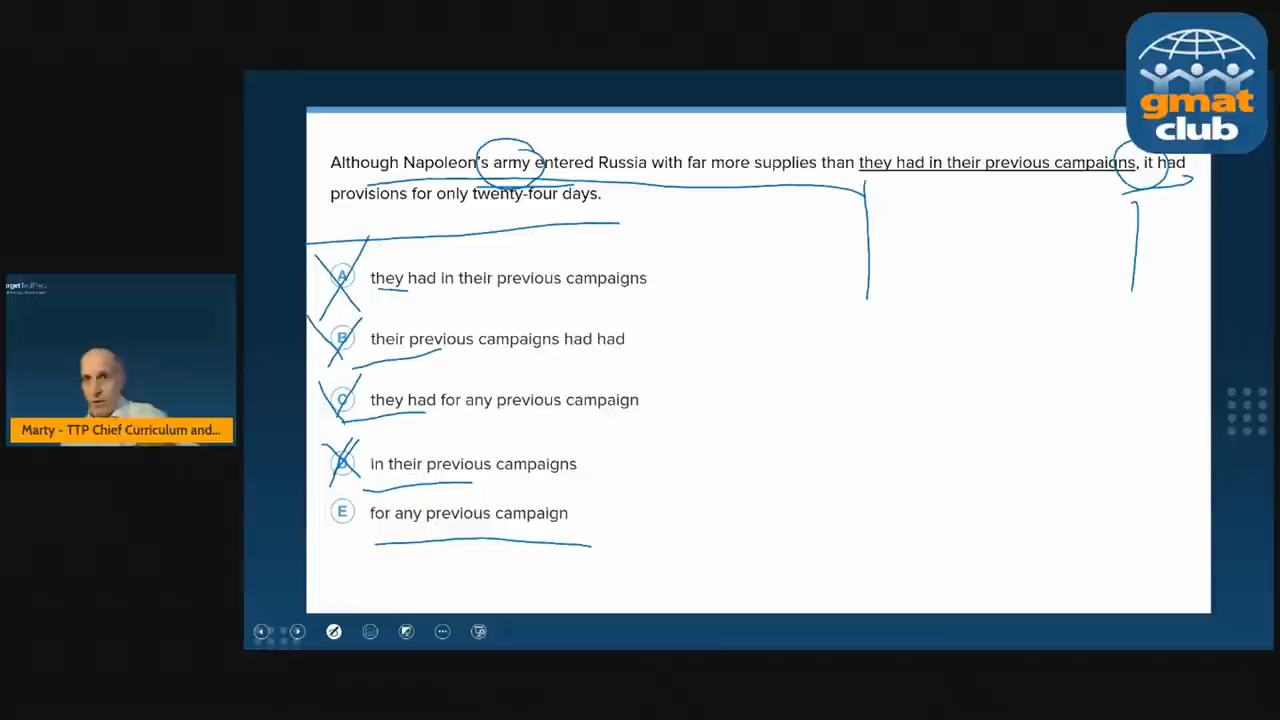 gmat
club
Although Napoleon's army entered Russia with far more supplies than they had in their previous campaigns, it had
provisions for only twenty-four days.
A they had in their previous campaigns
B their previous campaigns had had
C they had for any previous campaign
D in their previous campaigns
E for any previous campaign
Marty - TTP Chief Curriculum and...